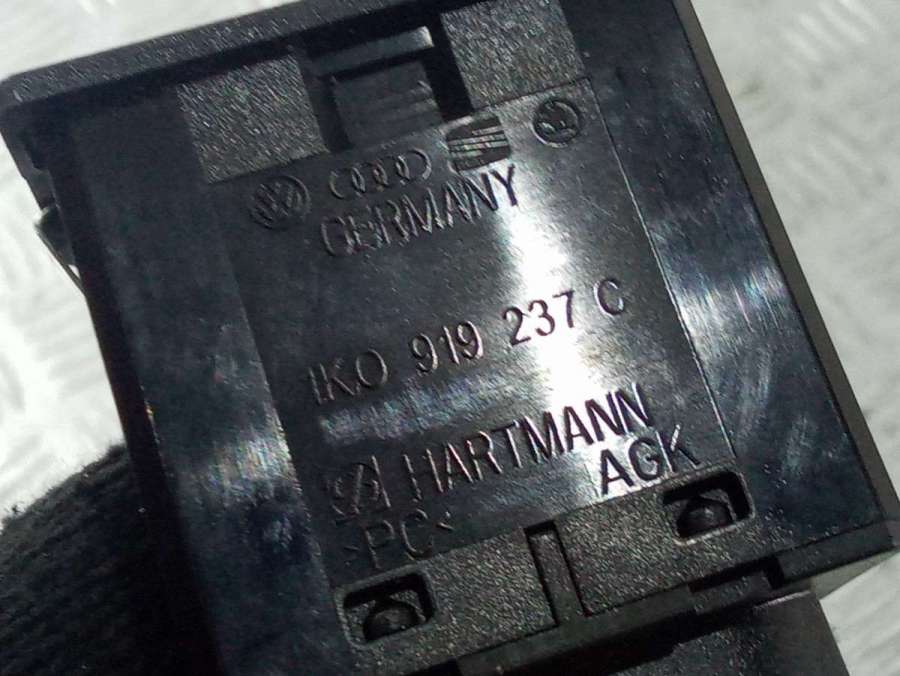 GERMANY
1K0 919 237 C
HARTMANN
AGK
>PC<